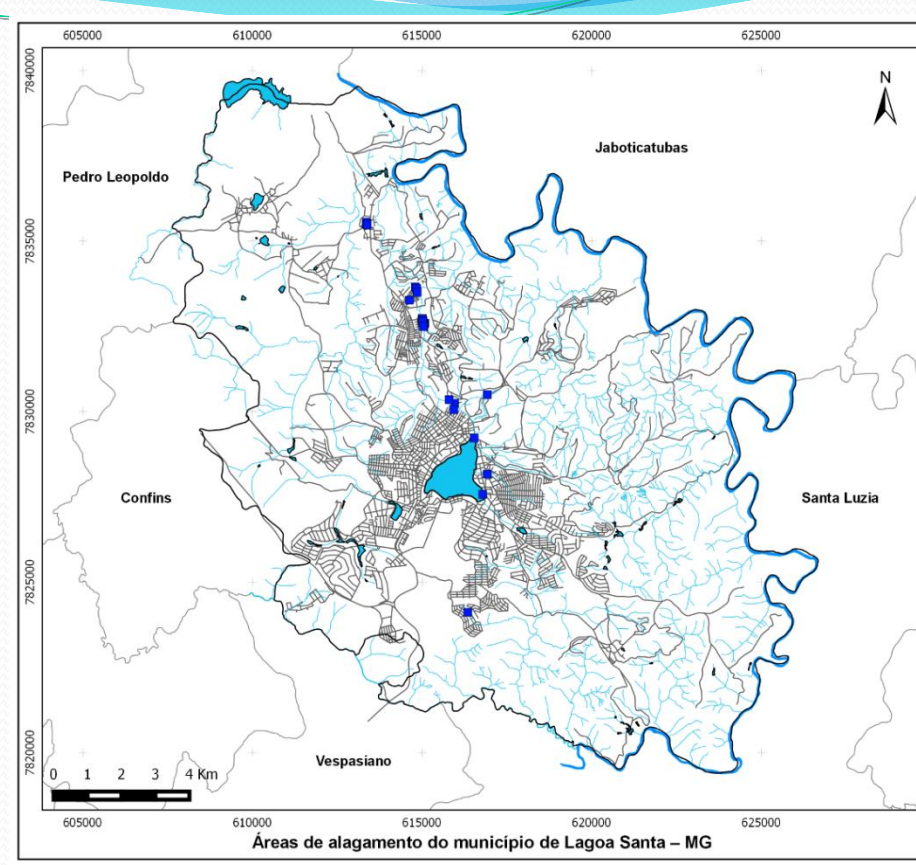 605000 610000 615000 620000 625000
7840000
N
Jaboticatubas
Pedro Leopoldo
7835000
7830000
Confins
Santa Luzia
7825000
Vespasiano
7820000
0 1 2 3 4 Km
605000 610000 615000 620000 625000
Áreas de alagamento do município de Lagoa Santa – MG